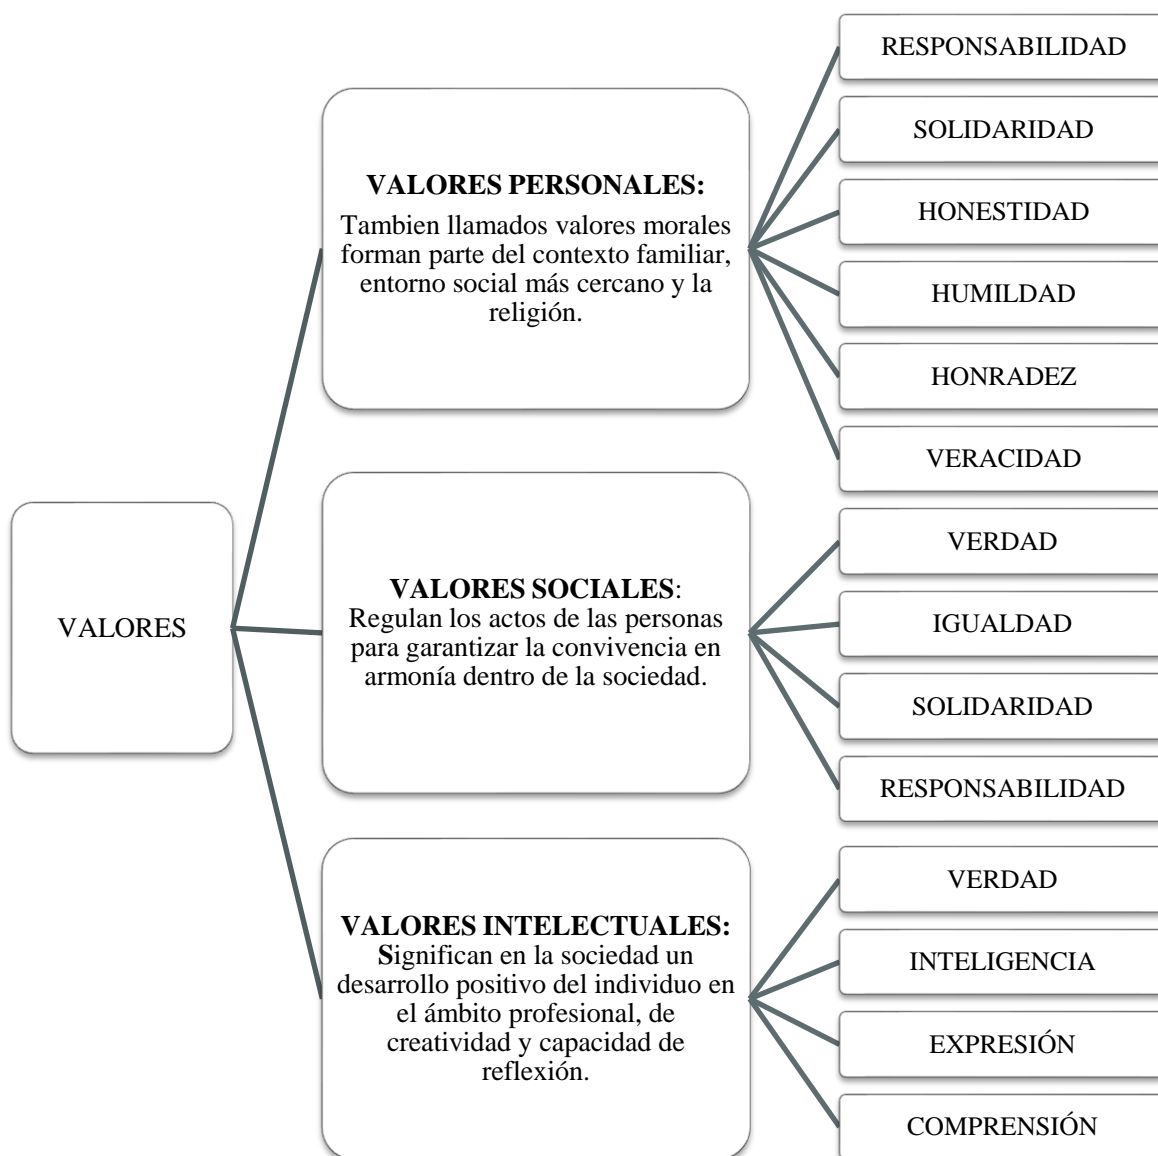 VALORES
VALORES PERSONALES:
Tambien llamados valores morales
forman parte del contexto familiar,
entorno social más cercano y la
religión.
RESPONSABILIDAD
SOLIDARIDAD
HONESTIDAD
HUMILDAD
HONRADEZ
VERACIDAD
VALORES SOCIALES:
Regulan los actos de las personas
para garantizar la convivencia en
armonía dentro de la sociedad.
VERDAD
IGUALDAD
SOLIDARIDAD
RESPONSABILIDAD
VALORES INTELECTUALES:
Significan en la sociedad un
desarrollo positivo del individuo en
el ámbito profesional, de
creatividad y capacidad de
reflexión.
VERDAD
INTELIGENCIA
EXPRESIÓN
COMPRENSIÓN